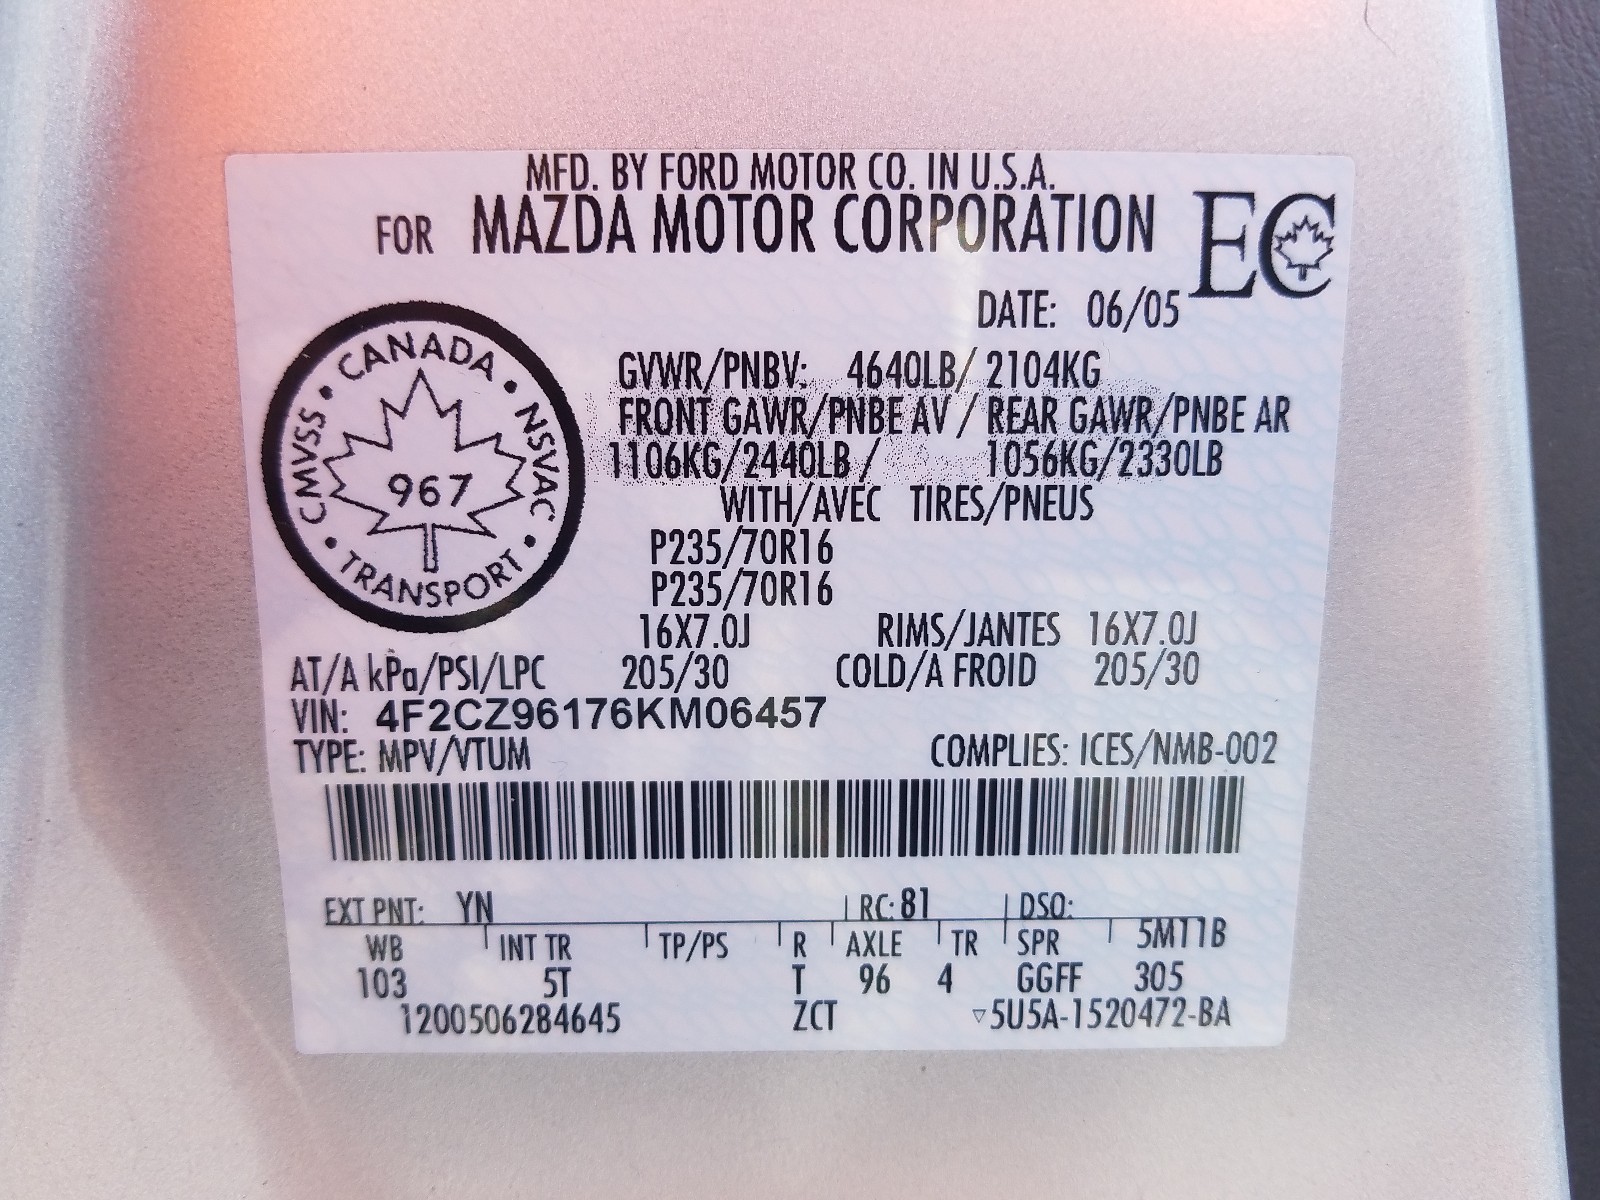 MFD. BY FORD MOTOR CO. IN U.S.A.
FOR MAZDA MOTOR CORPORATION
EC
DATE: 06/05
CANADA
CMVSS
NSVAC
967
TRANSPORT
GVWR/PNBV: 4640LB/ 2104KG
FRONT GAWR/PNBE AV / REAR GAWR/PNBE AR
1106KG/2440LB / 1056KG/2330LB
WITH/AVEC TIRES/PNEUS
P235/70R16
P235/70R16
16X7.0J RIMS/JANTES 16X7.0J
AT/A kPa/PSI/LPC 205/30 COLD/A FROID 205/30
VIN: 4F2CZ96176KM06457
TYPE: MPV/VTUM COMPLIES: ICES/NMB-002
EXT PNT: YN RC: 81 DSO:
WB INT TR TP/PS R AXLE TR SPR 5M11B
103 5T T 96 4 GGFF 305
1200506284645 ZCT ▽5U5A-1520472-BA